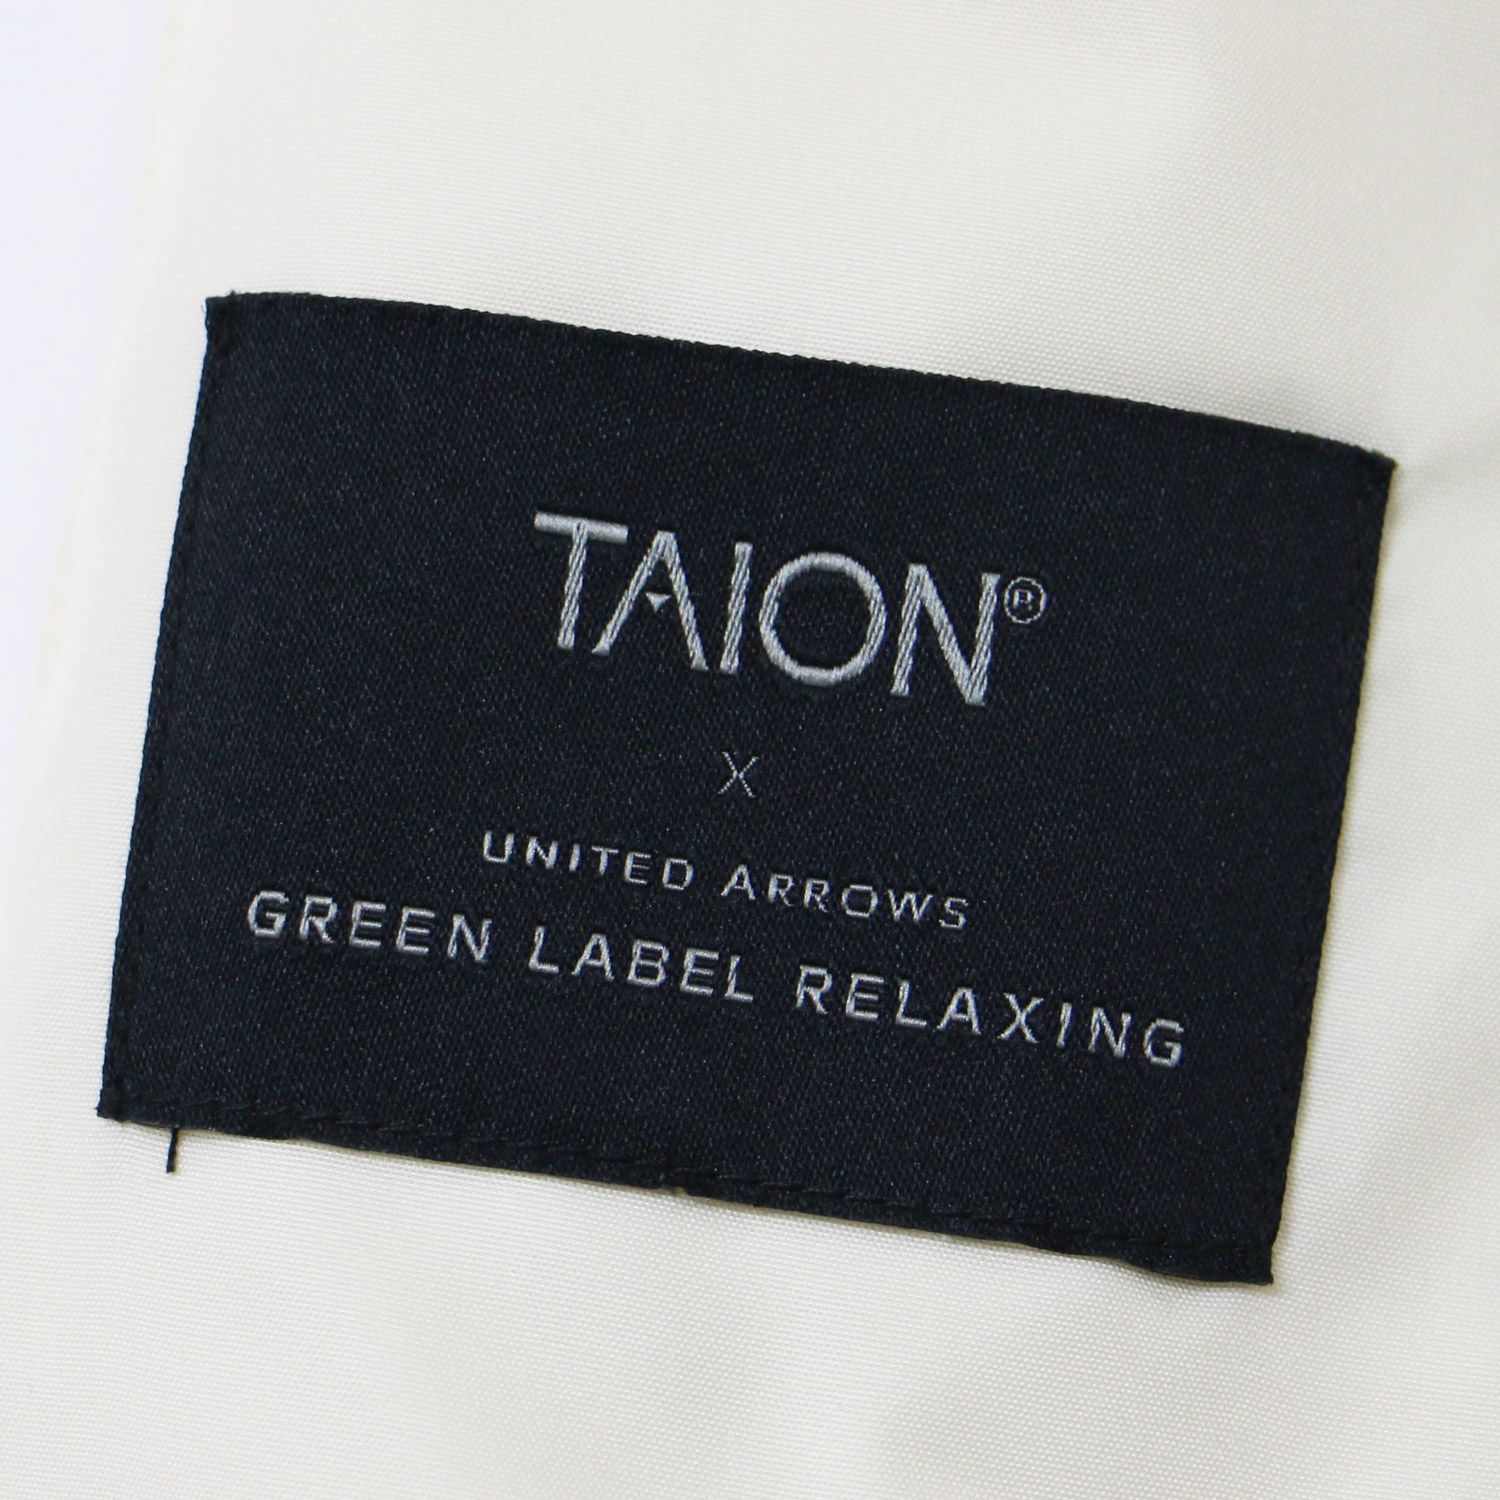 TAION®
X
UNITED ARROWS
GREEN LABEL RELAXING